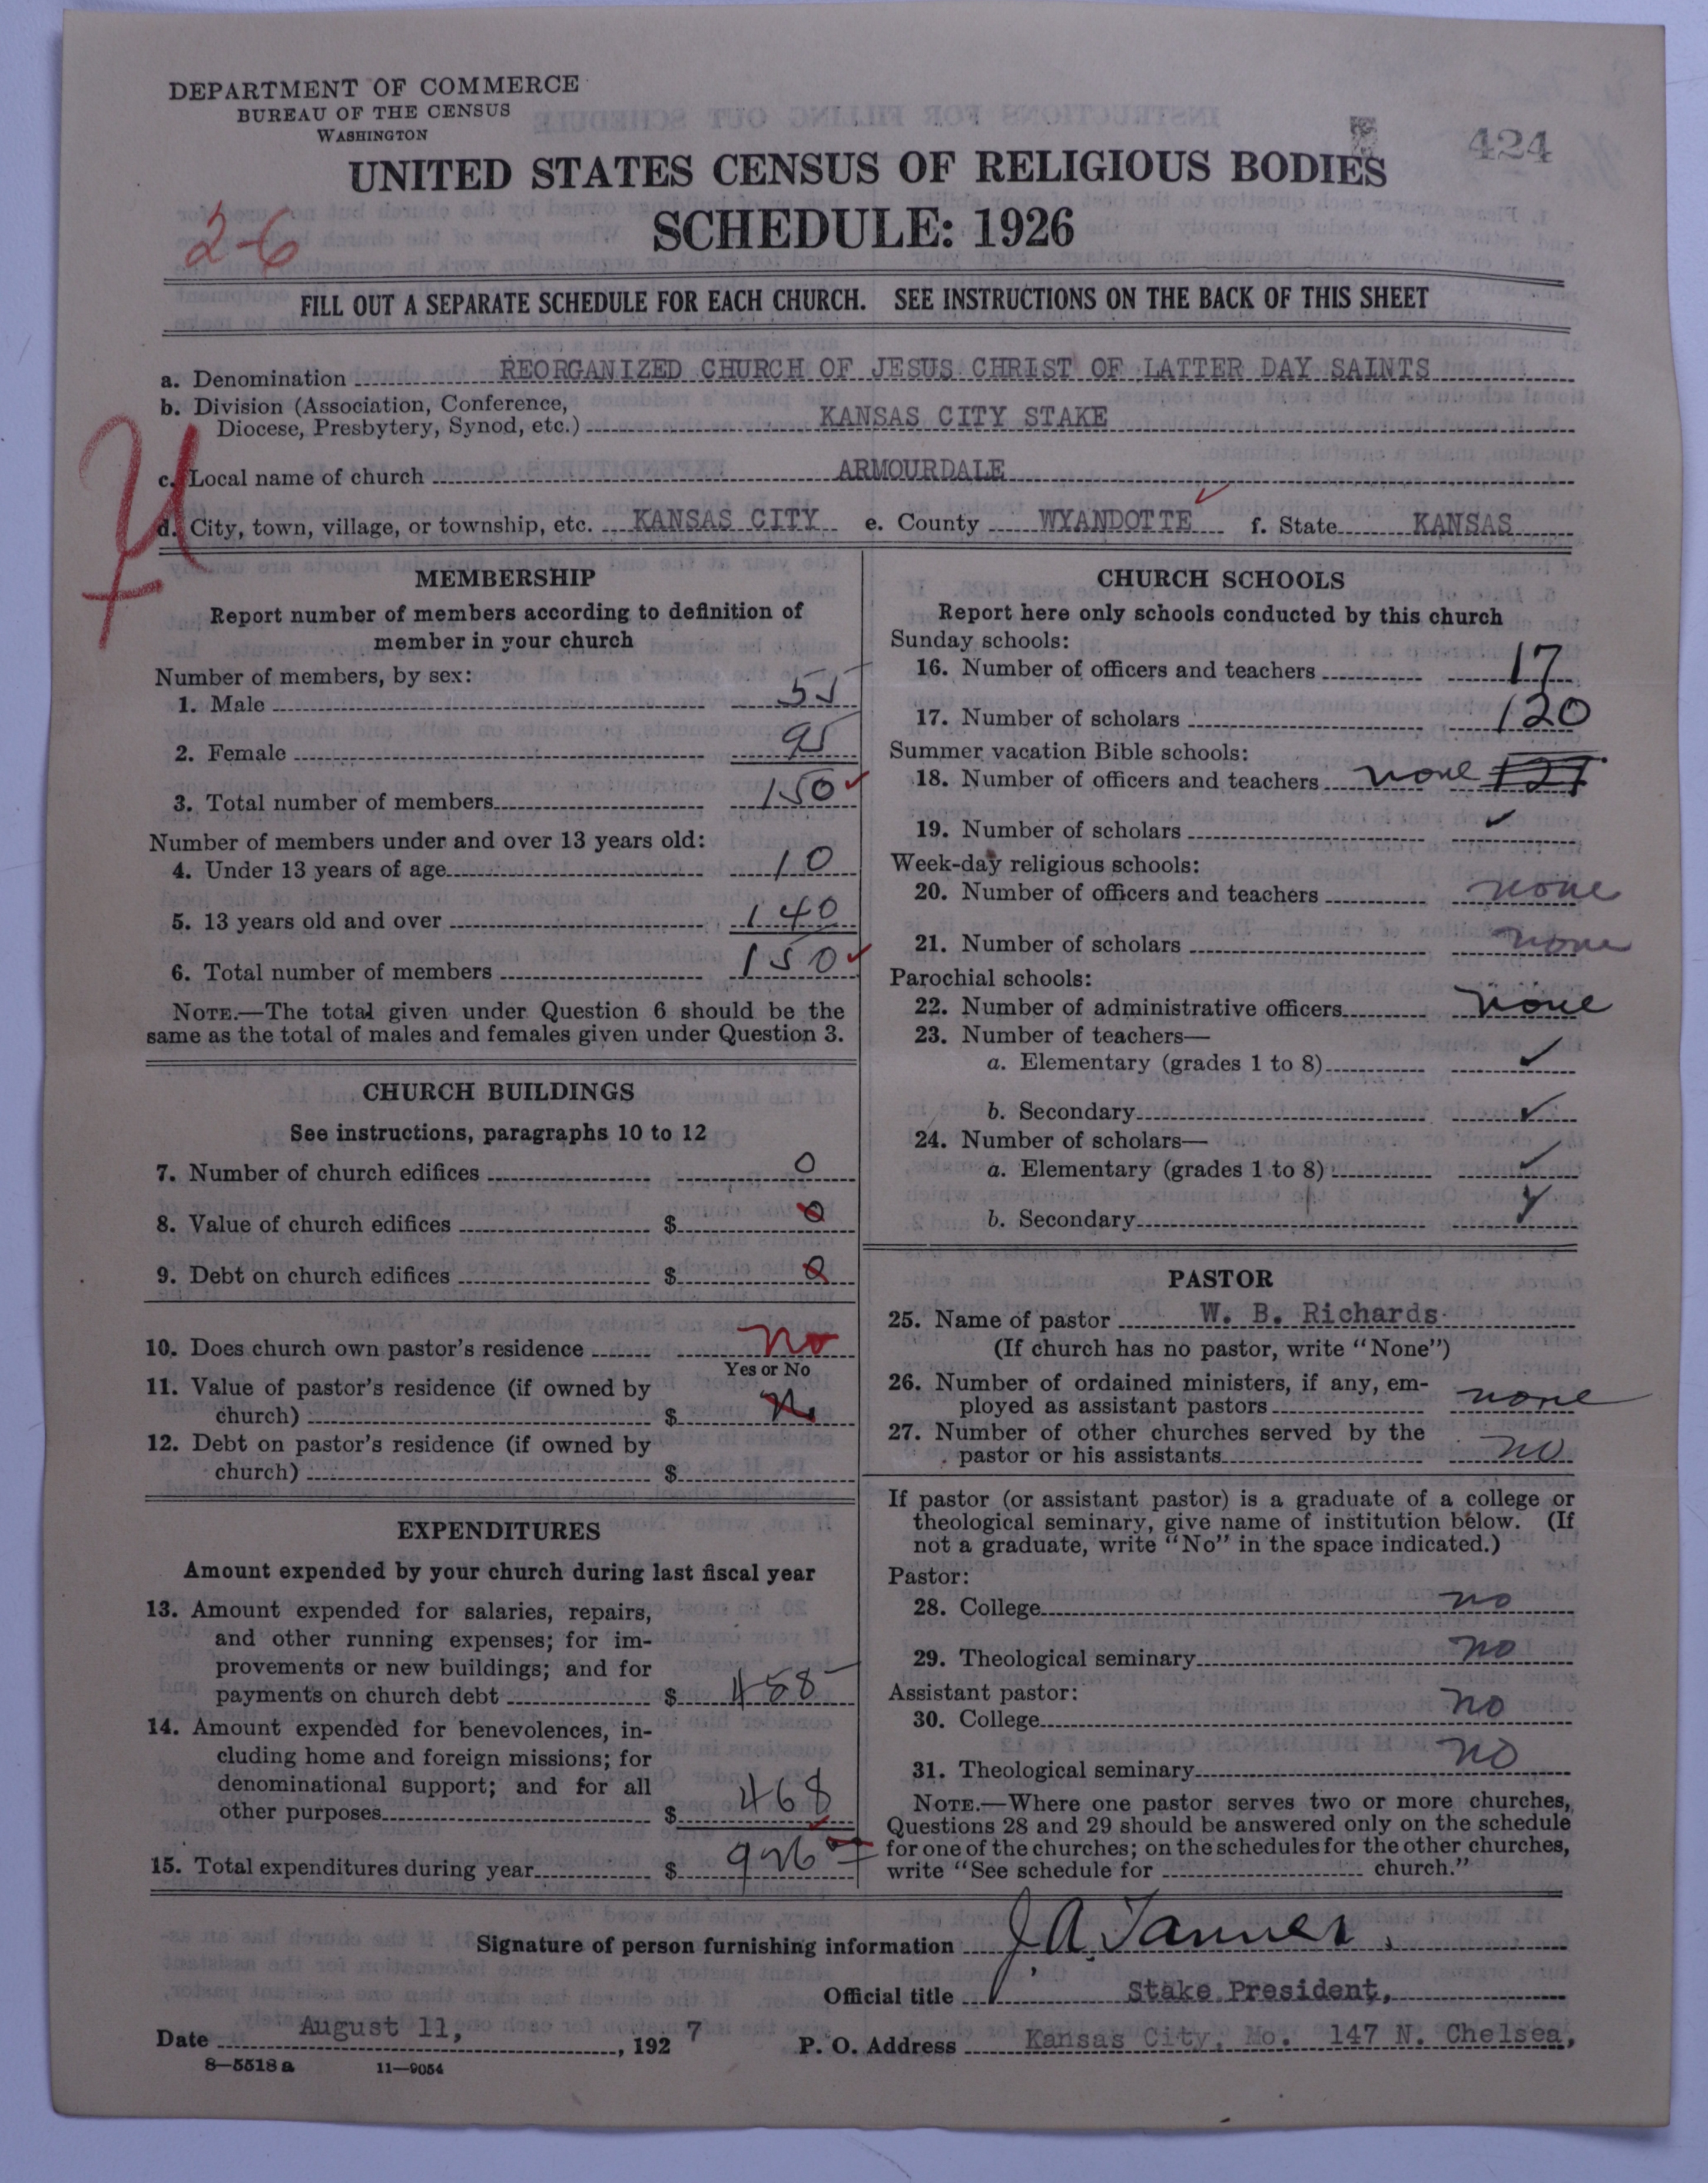 DEPARTMENT OF COMMERCE
BUREAU OF THE CENSUS
WASHINGTON
424
UNITED STATES CENSUS OF RELIGIOUS BODIES
SCHEDULE: 1926
2-6
FILL OUT A SEPARATE SCHEDULE FOR EACH CHURCH. SEE INSTRUCTIONS ON THE BACK OF THIS SHEET
a. Denomination REORGANIZED CHURCH OF JESUS CHRIST OF LATTER DAY SAINTS
b. Division (Association, Conference,
Diocese, Presbytery, Synod, etc.) KANSAS CITY STAKE
c. Local name of church ARMOURDALE
d. City, town, village, or township, etc. KANSAS CITY e. County WYANDOTTE f. State KANSAS
MEMBERSHIP
Report number of members according to definition of
member in your church
Number of members, by sex:
1. Male 55
2. Female 95
3. Total number of members 150
Number of members under and over 13 years old:
4. Under 13 years of age 10
5. 13 years old and over 140
6. Total number of members 150
NOTE.—The total given under Question 6 should be the
same as the total of males and females given under Question 3.
CHURCH BUILDINGS
See instructions, paragraphs 10 to 12
7. Number of church edifices 0
8. Value of church edifices $ 0
9. Debt on church edifices $ 0
10. Does church own pastor's residence No
Yes or No
11. Value of pastor's residence (if owned by
church) $
12. Debt on pastor's residence (if owned by
church) $
EXPENDITURES
Amount expended by your church during last fiscal year
13. Amount expended for salaries, repairs,
and other running expenses; for im-
provements or new buildings; and for
payments on church debt $ 458
14. Amount expended for benevolences, in-
cluding home and foreign missions; for
denominational support; and for all
other purposes $ 468
15. Total expenditures during year $ 926
CHURCH SCHOOLS
Report here only schools conducted by this church
Sunday schools:
16. Number of officers and teachers 17
17. Number of scholars 120
Summer vacation Bible schools:
18. Number of officers and teachers none 127
19. Number of scholars ✓
Week-day religious schools:
20. Number of officers and teachers none
21. Number of scholars none
Parochial schools:
22. Number of administrative officers none
23. Number of teachers—
a. Elementary (grades 1 to 8) ✓
b. Secondary ✓
24. Number of scholars—
a. Elementary (grades 1 to 8) ✓
b. Secondary ✓
PASTOR
25. Name of pastor W. B. Richards
(If church has no pastor, write "None")
26. Number of ordained ministers, if any, em-
ployed as assistant pastors none
27. Number of other churches served by the
pastor or his assistants no
If pastor (or assistant pastor) is a graduate of a college or
theological seminary, give name of institution below. (If
not a graduate, write "No" in the space indicated.)
Pastor:
28. College no
29. Theological seminary no
Assistant pastor:
30. College no
31. Theological seminary no
NOTE.—Where one pastor serves two or more churches,
Questions 28 and 29 should be answered only on the schedule
for one of the churches; on the schedules for the other churches,
write "See schedule for church."
Signature of person furnishing information J. A. Tanner
Official title Stake President,
Date August 11, 1927 P. O. Address Kansas City, Mo. 147 N. Chelsea,
8—5518 a 11—9054